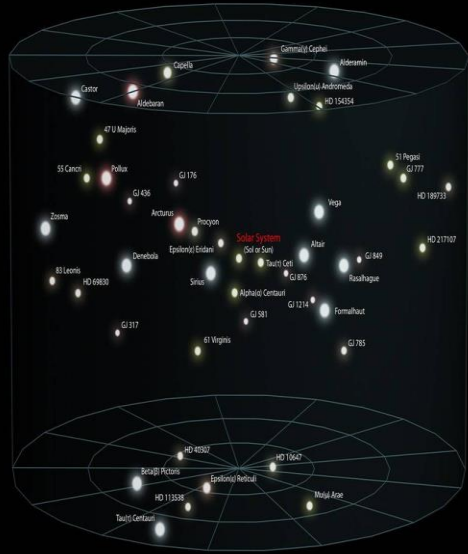 Gamma(γ) Cephei
Capella
Alderamin
Castor
Aldebaran
Upsilon(υ) Andromeda
HD 154354
47 U Majoris
51 Pegasi
55 Cancri
Pollux
GJ 176
GJ 777
HD 189733
GJ 436
Zosma
Arcturus
Procyon
Vega
Solar System
HD 217107
Epsilon(ε) Eridani
(Sol or Sun)
Altair
GJ 849
Denebola
Tau(τ) Ceti
83 Leonis
HD 69830
Sirius
GJ 876
Rasalhague
Alpha(α) Centauri
GJ 1214
Formalhaut
GJ 317
GJ 581
61 Virginis
GJ 785
HD 40307
HD 10647
Beta(β) Pictoris
Epsilon(ε) Reticuli
HD 113538
Mu(μ) Arae
Tau(τ) Centauri